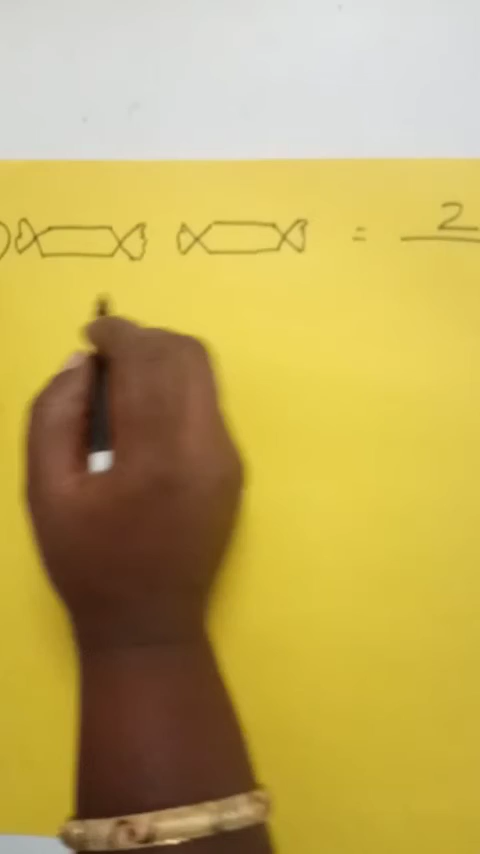 ) = 2